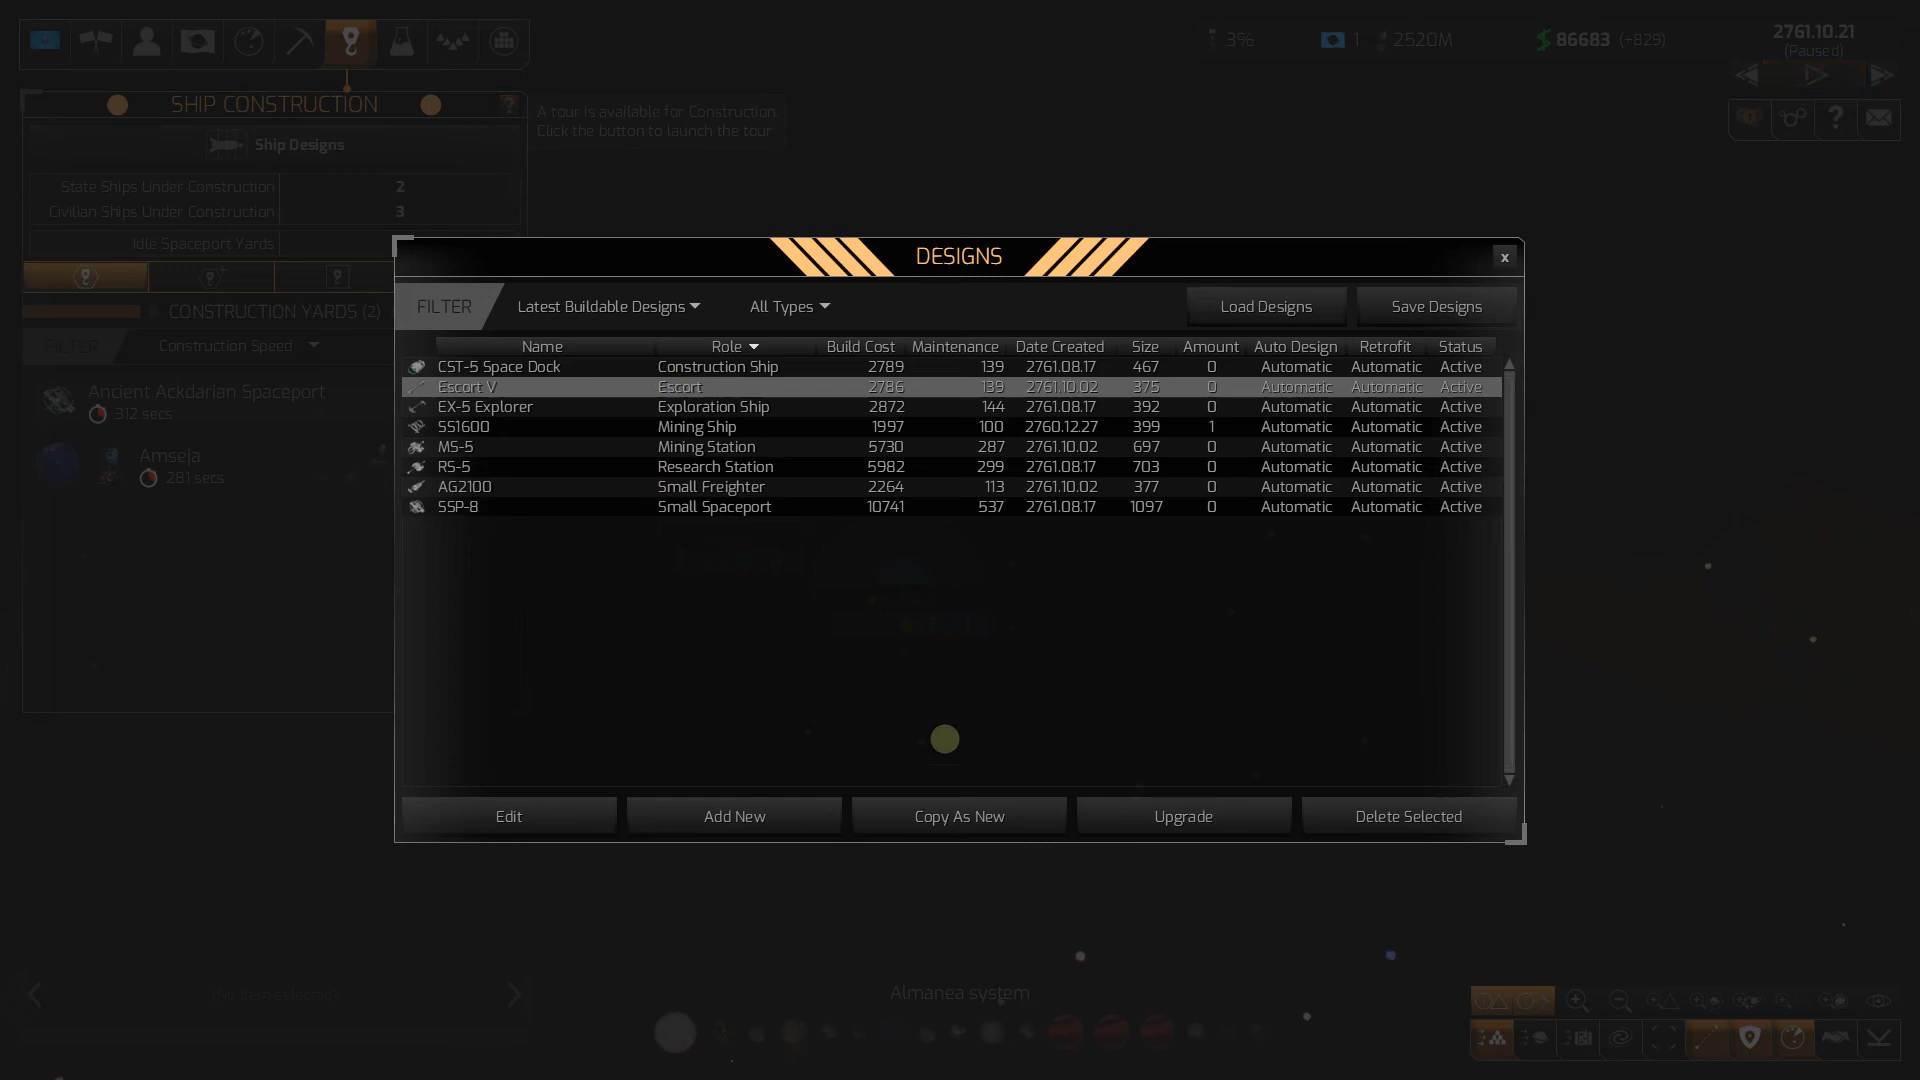 3%
1
2520M
86683 (+829)
2761.10.21
(Paused)
SHIP CONSTRUCTION
?
A tour is available for Construction.
Click the button to launch the tour
?
Ship Designs
State Ships Under Construction 2
Civilian Ships Under Construction 3
Idle Spaceport Yards
CONSTRUCTION YARDS (2)
FILTER Construction Speed
Ancient Ackdarian Spaceport
312 secs
Amseja
281 secs
DESIGNS
x
FILTER Latest Buildable Designs All Types Load Designs Save Designs
Name Role Build Cost Maintenance Date Created Size Amount Auto Design Retrofit Status
CST-5 Space Dock Construction Ship 2789 139 2761.08.17 467 0 Automatic Automatic Active
Escort V Escort 2786 139 2761.10.02 375 0 Automatic Automatic Active
EX-5 Explorer Exploration Ship 2872 144 2761.08.17 392 0 Automatic Automatic Active
SS1600 Mining Ship 1997 100 2760.12.27 399 1 Automatic Automatic Active
MS-5 Mining Station 5730 287 2761.10.02 697 0 Automatic Automatic Active
RS-5 Research Station 5982 299 2761.08.17 703 0 Automatic Automatic Active
AG2100 Small Freighter 2264 113 2761.10.02 377 0 Automatic Automatic Active
SSP-8 Small Spaceport 10741 537 2761.08.17 1097 0 Automatic Automatic Active
Edit Add New Copy As New Upgrade Delete Selected
(No item selected)
Almanea system